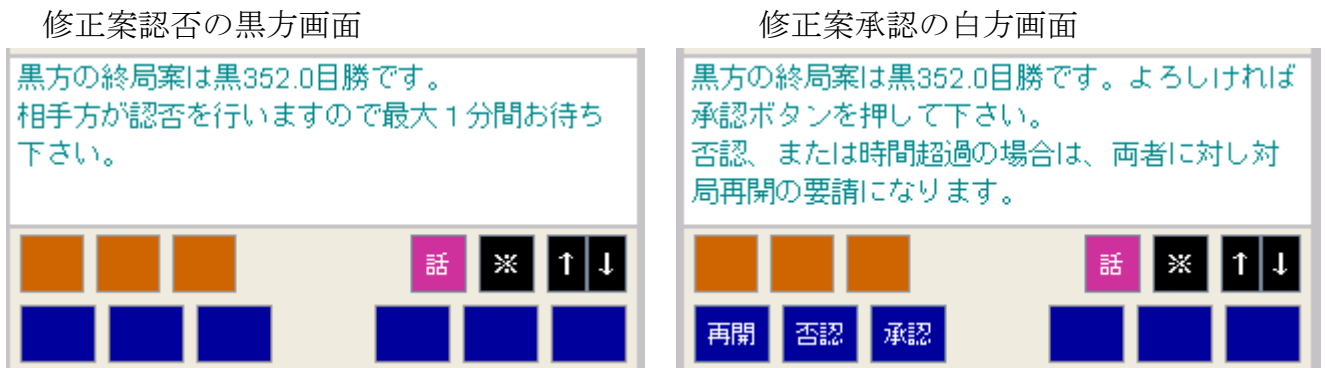 修正案認否の黒方画面
黒方の終局案は黒352.0目勝です。
相手方が認否を行いますので最大1分間お待ち
下さい。
話 ※ ↑ ↓
修正案承認の白方画面
黒方の終局案は黒352.0目勝です。よろしければ
承認ボタンを押して下さい。
否認、または時間超過の場合は、両者に対し対
局再開の要請になります。
話 ※ ↑ ↓
再開 否認 承認